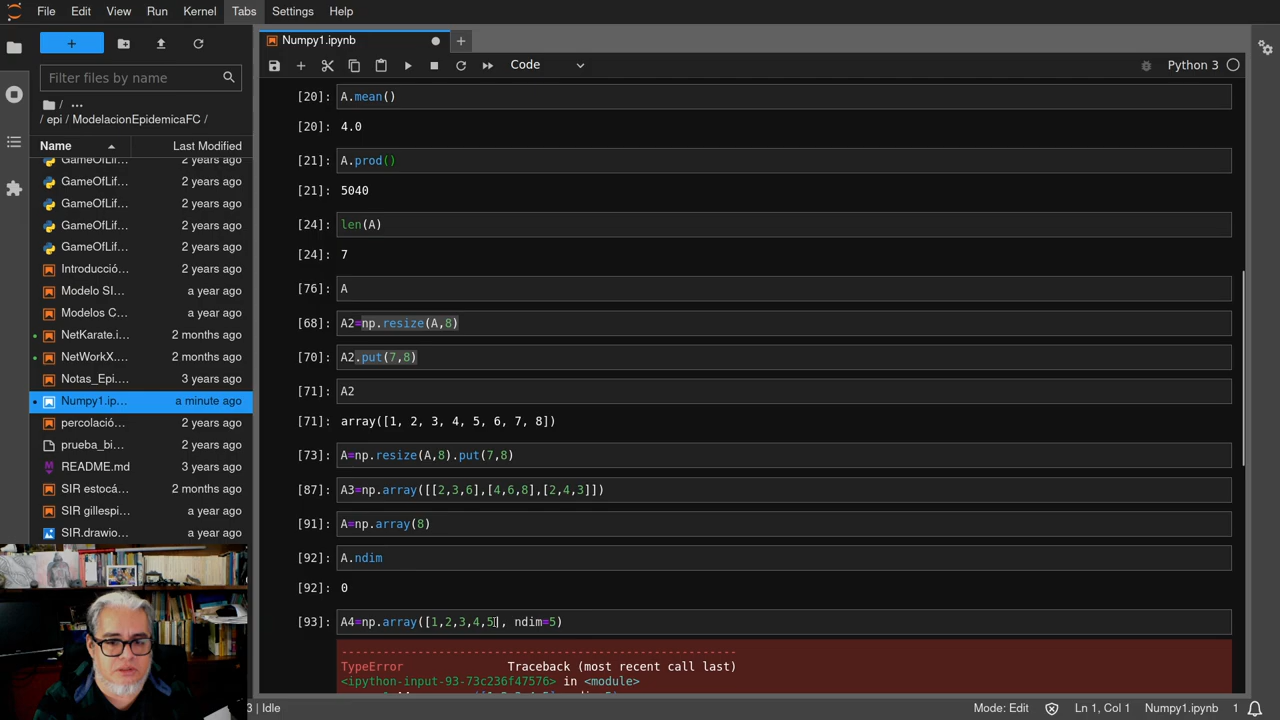 File Edit View Run Kernel Tabs Settings Help
Filter files by name
/ ...
/ epi / ModelacionEpidemicaFC /
Name Last Modified
GameOfLif... 2 years ago
GameOfLif... 2 years ago
GameOfLif... 2 years ago
GameOfLif... 2 years ago
GameOfLif... 2 years ago
Introducció... 2 years ago
Modelo SI... a year ago
Modelos C... a year ago
NetKarate.i... 2 months ago
NetWorkX.... 2 months ago
Notas_Epi.... 3 years ago
Numpy1.ip... a minute ago
percolació... 2 years ago
prueba_bi... 2 years ago
README.md 3 years ago
SIR estocá... 2 months ago
SIR gillespi... a year ago
SIR.drawio... a year ago
Numpy1.ipynb
Code
Python 3
[20]: A.mean()
[20]: 4.0
[21]: A.prod()
[21]: 5040
[24]: len(A)
[24]: 7
[76]: A
[68]: A2=np.resize(A,8)
[70]: A2.put(7,8)
[71]: A2
[71]: array([1, 2, 3, 4, 5, 6, 7, 8])
[73]: A=np.resize(A,8).put(7,8)
[87]: A3=np.array([[2,3,6],[4,6,8],[2,4,3]])
[91]: A=np.array(8)
[92]: A.ndim
[92]: 0
[93]: A4=np.array([1,2,3,4,5], ndim=5)
---------------------------------------------------------------------------
TypeError Traceback (most recent call last)
<ipython-input-93-73c236f47576> in <module>
3 | Idle
Mode: Edit Ln 1, Col 1 Numpy1.ipynb 1